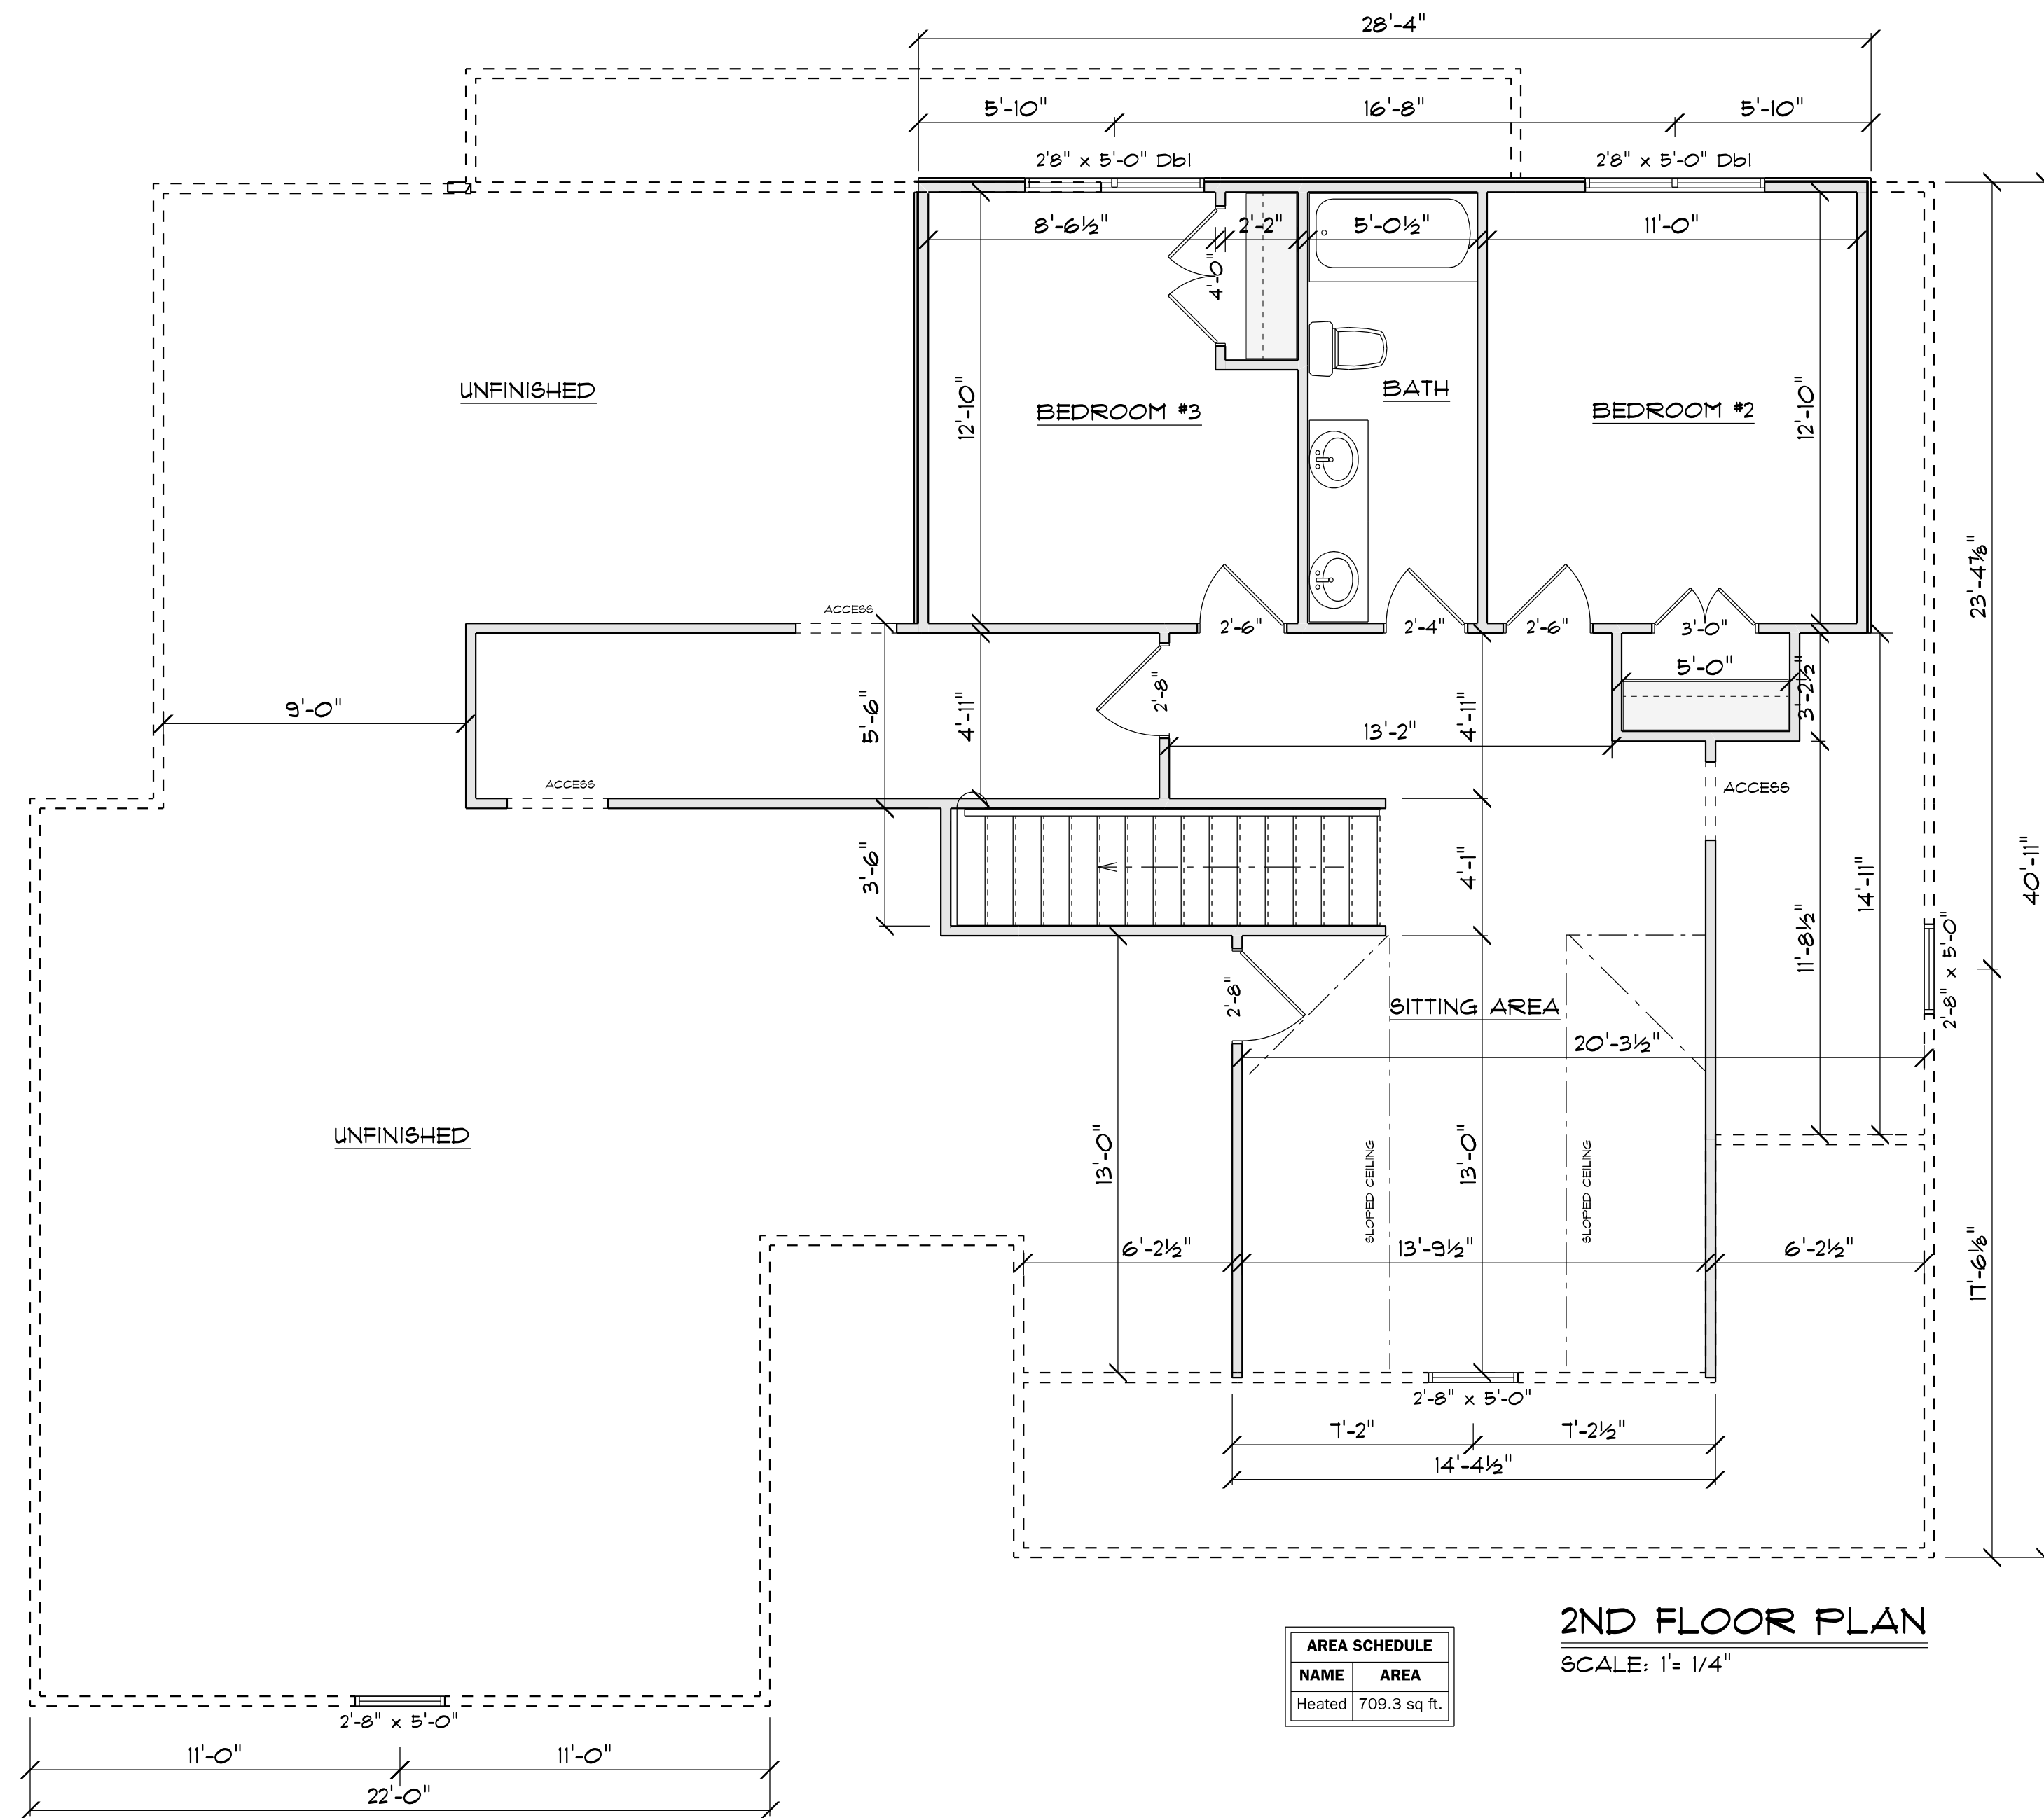 28'-4"
5'-10"
16'-8"
5'-10"
2'8" x 5'-0" Dbl
2'8" x 5'-0" Dbl
8'-6½"
2'-2"
5'-0½"
11'-0"
4'-0"
UNFINISHED
12'-10"
BEDROOM #3
BATH
BEDROOM #2
12'-10"
23'-4⅞"
ACCESS
2'-6"
2'-4"
2'-6"
3'-0"
5'-0"
3'-2½"
9'-0"
5'-6"
4'-11"
2'-8"
13'-2"
4'-11"
ACCESS
ACCESS
3'-6"
4'-1"
14'-11"
40'-11"
11'-8½"
2'-8" x 5'-0"
2'-8"
SITTING AREA
20'-3½"
UNFINISHED
13'-0"
SLOPED CEILING
13'-0"
SLOPED CEILING
6'-2½"
13'-9½"
6'-2½"
17'-6⅛"
2'-8" x 5'-0"
7'-2"
7'-2½"
14'-4½"
2ND FLOOR PLAN
SCALE: 1'= 1/4"
AREA SCHEDULE
NAME AREA
Heated 709.3 sq ft.
2'-8" x 5'-0"
11'-0"
11'-0"
22'-0"